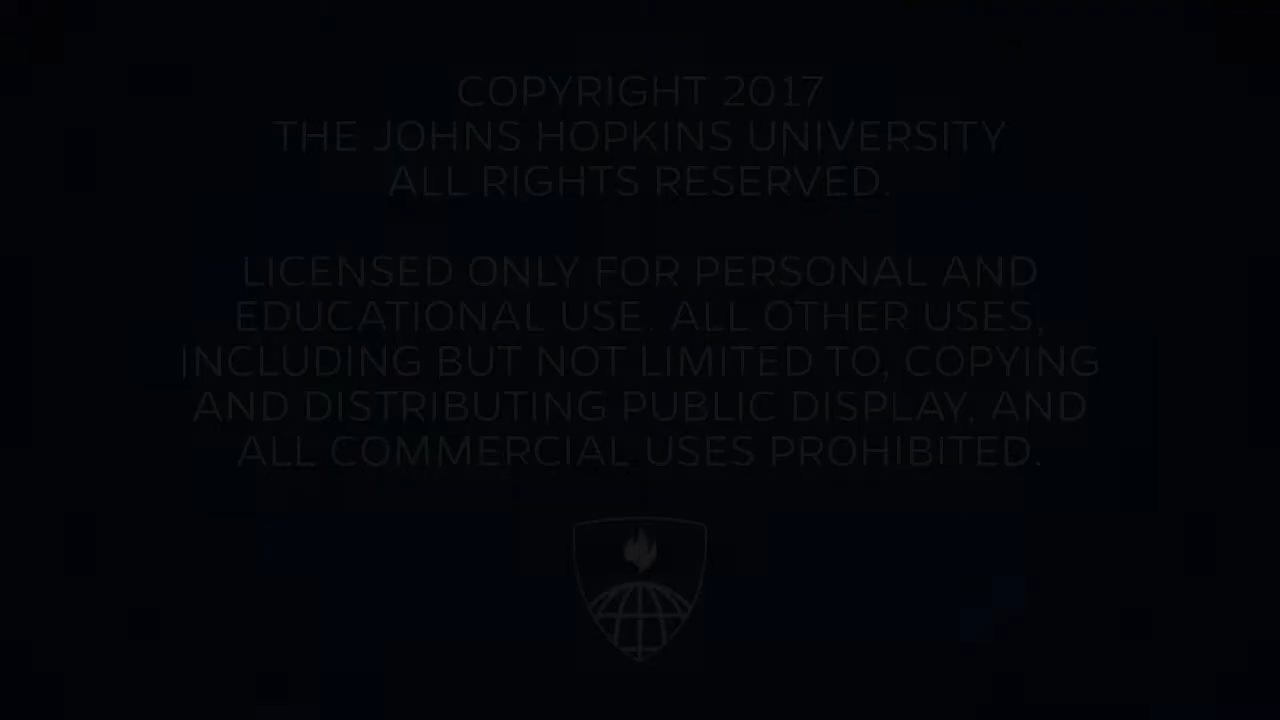 COPYRIGHT 2017
THE JOHNS HOPKINS UNIVERSITY
ALL RIGHTS RESERVED.
LICENSED ONLY FOR PERSONAL AND
EDUCATIONAL USE. ALL OTHER USES,
INCLUDING BUT NOT LIMITED TO, COPYING
AND DISTRIBUTING PUBLIC DISPLAY, AND
ALL COMMERCIAL USES PROHIBITED.